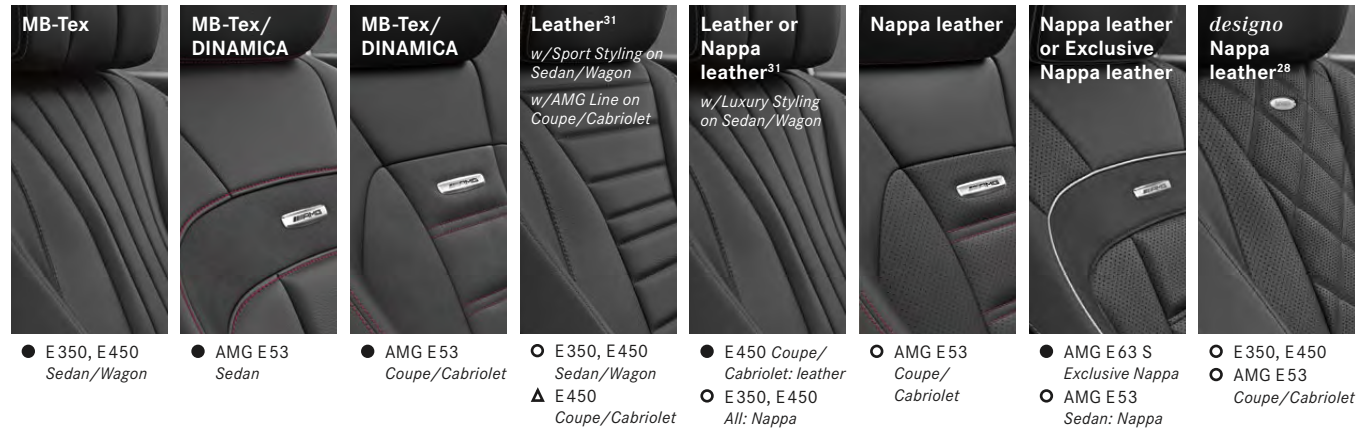 MB-Tex
● E 350, E 450
Sedan/Wagon
MB-Tex/
DINAMICA
AMG
● AMG E 53
Sedan
MB-Tex/
DINAMICA
AMG
● AMG E 53
Coupe/Cabriolet
Leather³¹
w/Sport Styling on
Sedan/Wagon
w/AMG Line on
Coupe/Cabriolet
○ E 350, E 450
Sedan/Wagon
△ E 450
Coupe/Cabriolet
Leather or
Nappa
leather³¹
w/Luxury Styling
on Sedan/Wagon
● E 450 Coupe/
Cabriolet: leather
○ E 350, E 450
All: Nappa
Nappa leather
AMG
○ AMG E 53
Coupe/
Cabriolet
Nappa leather
or Exclusive
Nappa leather
AMG
● AMG E 63 S
Exclusive Nappa
○ AMG E 53
Sedan: Nappa
designo
Nappa
leather²⁸
○ E 350, E 450
○ AMG E 53
Coupe/Cabriolet